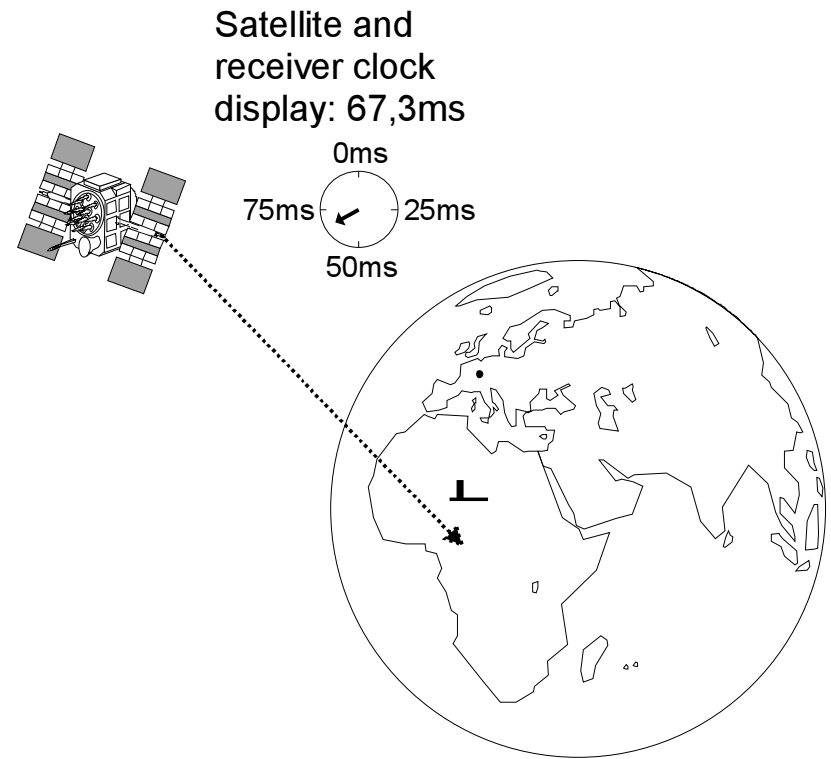 Satellite and
receiver clock
display: 67,3ms
0ms
75ms
25ms
50ms